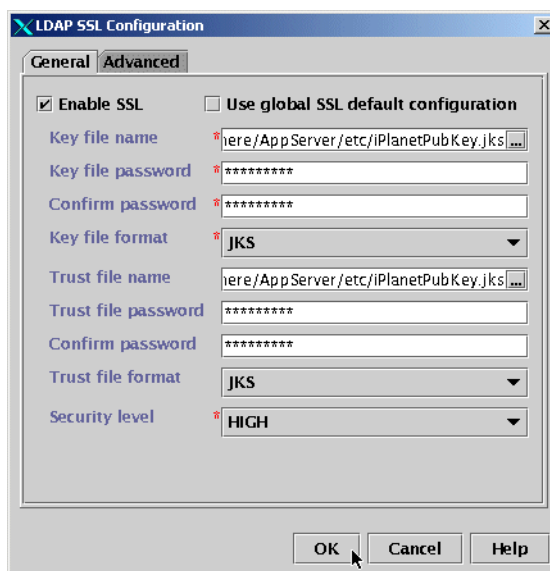 LDAP SSL Configuration
General Advanced
Enable SSL Use global SSL default configuration
Key file name *here/AppServer/etc/iPlanetPubKey.jks ...
Key file password * *********
Confirm password * *********
Key file format * JKS
Trust file name here/AppServer/etc/iPlanetPubKey.jks ...
Trust file password *********
Confirm password *********
Trust file format JKS
Security level * HIGH
OK Cancel Help